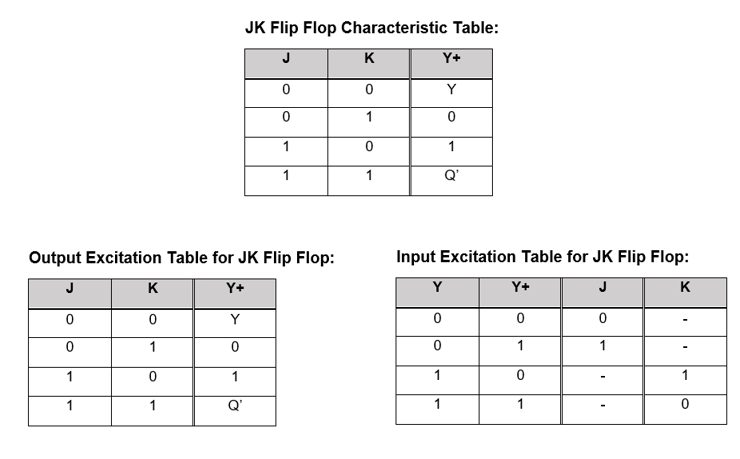 JK Flip Flop Characteristic Table:
J K Y+
0 0 Y
0 1 0
1 0 1
1 1 Q'
Output Excitation Table for JK Flip Flop:
J K Y+
0 0 Y
0 1 0
1 0 1
1 1 Q'
Input Excitation Table for JK Flip Flop:
Y Y+ J K
0 0 0 -
0 1 1 -
1 0 - 1
1 1 - 0